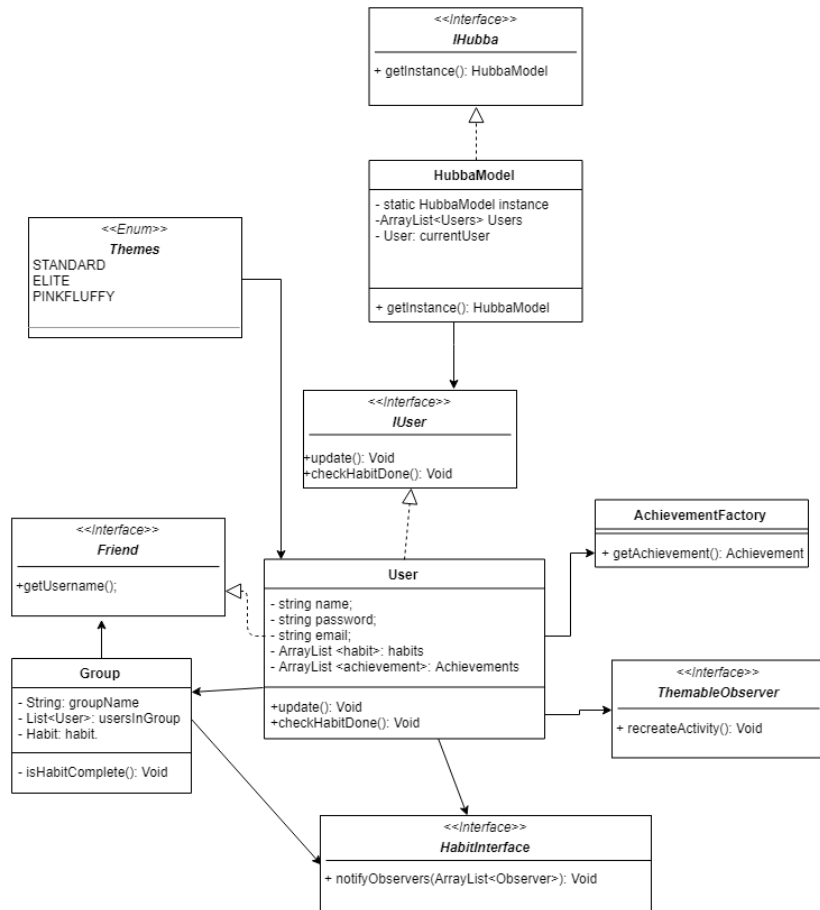 <<Interface>>
IHubba
+ getInstance(): HubbaModel
HubbaModel
- static HubbaModel instance
-ArrayList<Users> Users
- User: currentUser
+ getInstance(): HubbaModel
<<Enum>>
Themes
STANDARD
ELITE
PINKFLUFFY
<<Interface>>
IUser
+update(): Void
+checkHabitDone(): Void
<<Interface>>
Friend
+getUsername();
AchievementFactory
+ getAchievement(): Achievement
User
- string name;
- string password;
- string email;
- ArrayList <habit>: habits
- ArrayList <achievement>: Achievements
+update(): Void
+checkHabitDone(): Void
Group
- String: groupName
- List<User>: usersInGroup
- Habit: habit.
- isHabitComplete(): Void
<<Interface>>
ThemableObserver
+ recreateActivity(): Void
<<Interface>>
HabitInterface
+ notifyObservers(ArrayList<Observer>): Void